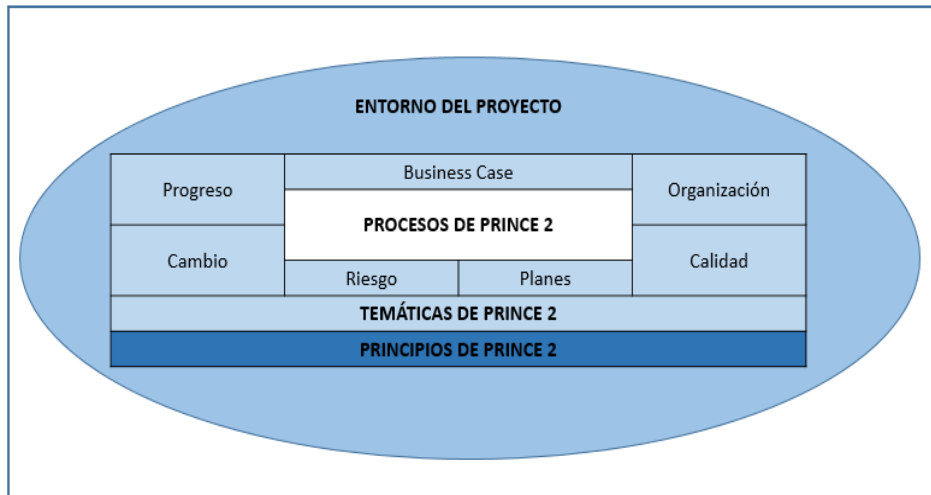 ENTORNO DEL PROYECTO
Progreso
Business Case
Organización
PROCESOS DE PRINCE 2
Cambio
Calidad
Riesgo
Planes
TEMÁTICAS DE PRINCE 2
PRINCIPIOS DE PRINCE 2